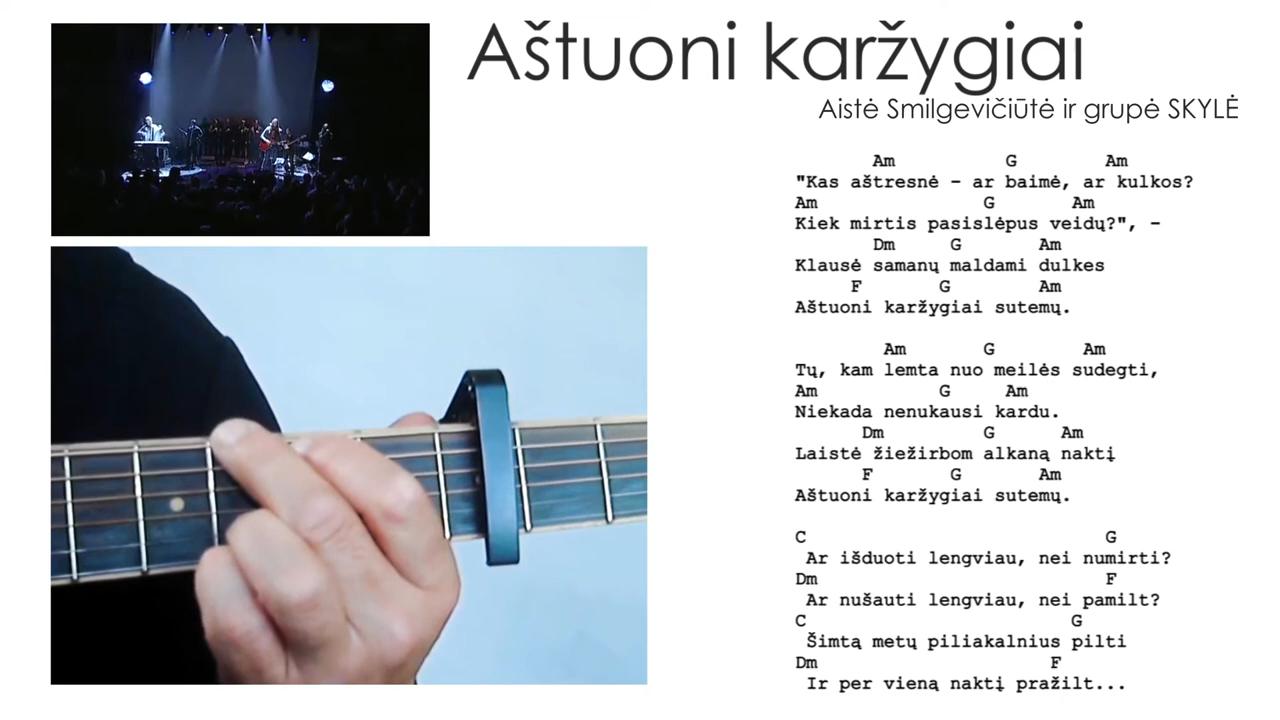 Aštuoni karžygiai
Aistė Smilgevičiūtė ir grupė SKYLĖ
Am G Am
"Kas aštresnė – ar baimė, ar kulkos?
Am G Am
Kiek mirtis pasislėpus veidų?", –
Dm G Am
Klausė samanų maldami dulkes
F G Am
Aštuoni karžygiai sutemų.
Am G Am
Tų, kam lemta nuo meilės sudegti,
Am G Am
Niekada nenukausi kardu.
Dm G Am
Laistė žiežirbom alkaną naktį
F G Am
Aštuoni karžygiai sutemų.
C G
Ar išduoti lengviau, nei numirti?
Dm F
Ar nušauti lengviau, nei pamilt?
C G
Šimtą metų piliakalnius pilti
Dm F
Ir per vieną naktį pražilt...